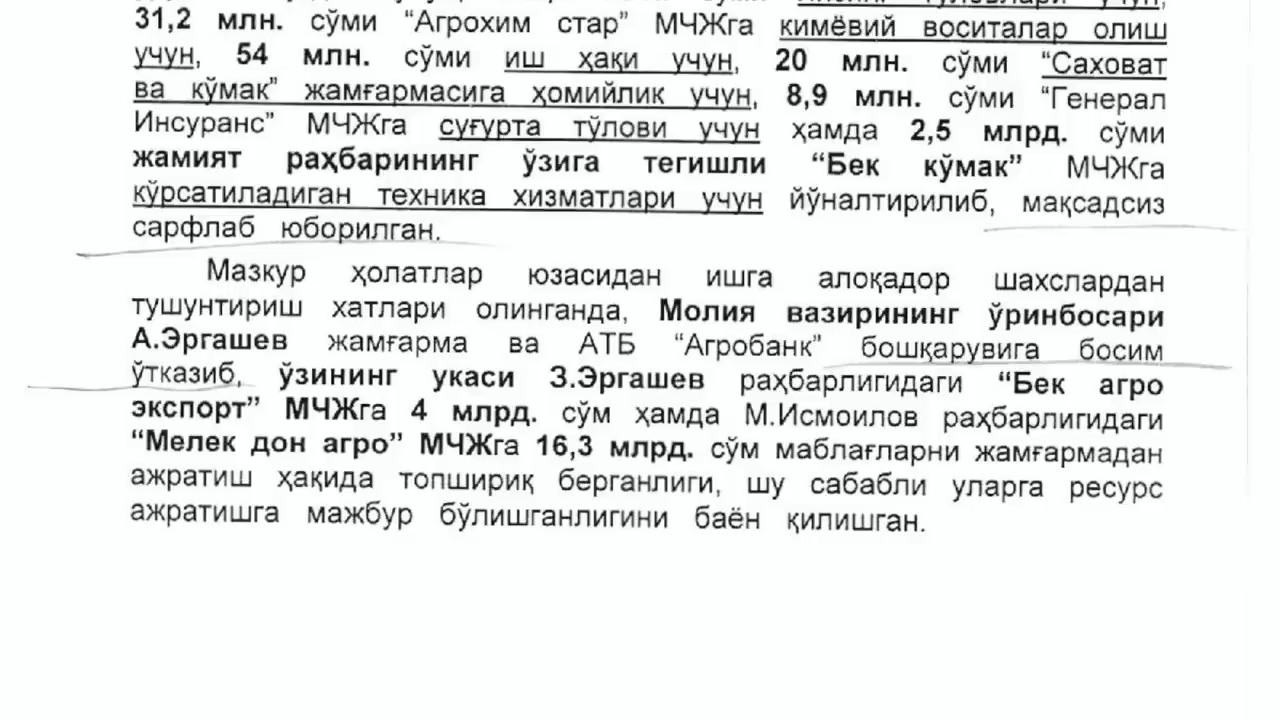 тўловлари учун,
31,2 млн. сўми “Агрохим стар” МЧЖга кимёвий воситалар олиш
учун, 54 млн. сўми иш ҳақи учун, 20 млн. сўми “Саховат
ва кўмак” жамғармасига ҳомийлик учун, 8,9 млн. сўми “Генерал
Инсуранс” МЧЖга суғурта тўлови учун ҳамда 2,5 млрд. сўми
жамият раҳбарининг ўзига тегишли “Бек кўмак” МЧЖга
кўрсатиладиган техника хизматлари учун йўналтирилиб, мақсадсиз
сарфлаб юборилган.
Мазкур ҳолатлар юзасидан ишга алоқадор шахслардан
тушунтириш хатлари олинганда, Молия вазирининг ўринбосари
А.Эргашев жамғарма ва АТБ “Агробанк” бошқарувига босим
ўтказиб, ўзининг укаси З.Эргашев раҳбарлигидаги “Бек агро
экспорт” МЧЖга 4 млрд. сўм ҳамда М.Исмоилов раҳбарлигидаги
“Мелек дон агро” МЧЖга 16,3 млрд. сўм маблағларни жамғармадан
ажратиш ҳақида топшириқ берганлиги, шу сабабли уларга ресурс
ажратишга мажбур бўлишганлигини баён қилишган.